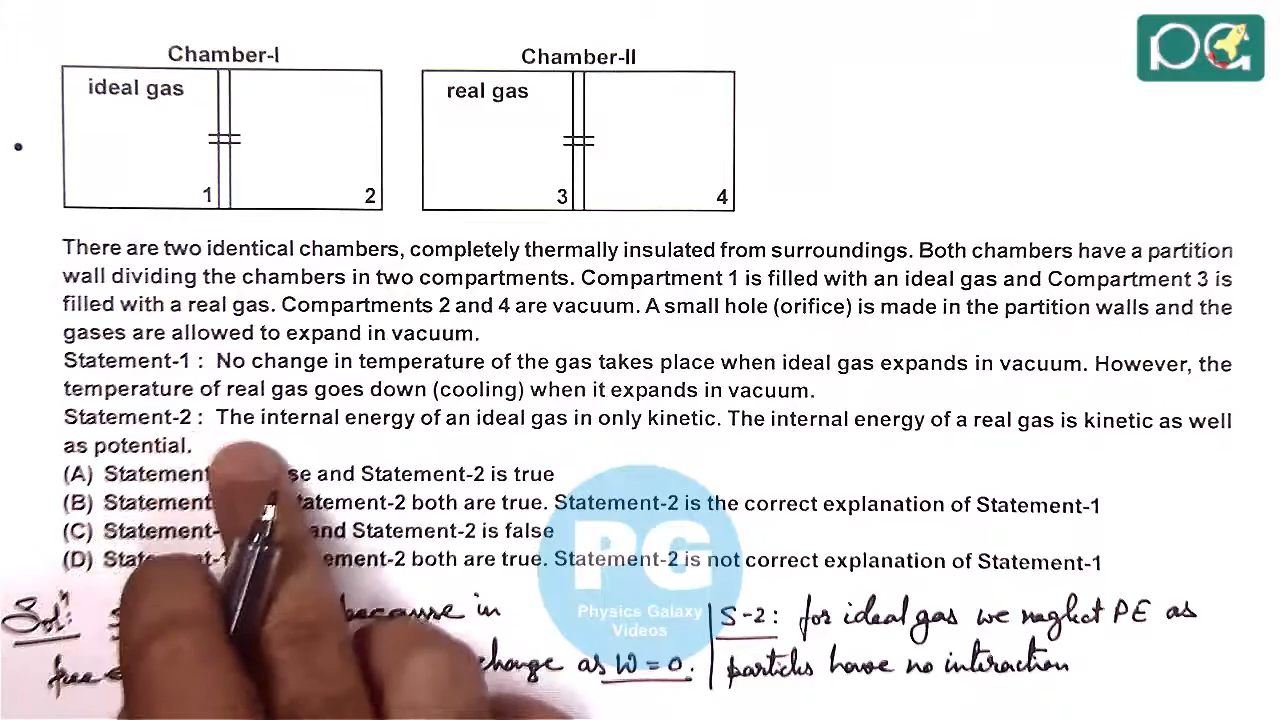 PG
Chamber-I
Chamber-II
ideal gas
real gas
1
2
3
4
There are two identical chambers, completely thermally insulated from surroundings. Both chambers have a partition
wall dividing the chambers in two compartments. Compartment 1 is filled with an ideal gas and Compartment 3 is
filled with a real gas. Compartments 2 and 4 are vacuum. A small hole (orifice) is made in the partition walls and the
gases are allowed to expand in vacuum.
Statement-1 : No change in temperature of the gas takes place when ideal gas expands in vacuum. However, the
temperature of real gas goes down (cooling) when it expands in vacuum.
Statement-2 : The internal energy of an ideal gas in only kinetic. The internal energy of a real gas is kinetic as well
as potential.
(A) Statement and Statement-2 is true
(B) Statement both are true. Statement-2 is the correct explanation of Statement-1
(C) Statement- and Statement-2 is false
(D) both are true. Statement-2 is not correct explanation of Statement-1
PG
Physics Galaxy
Videos
Solⁿ because in
free change as W = 0.
S-2: for ideal gas we neglect PE as
particles have no interaction